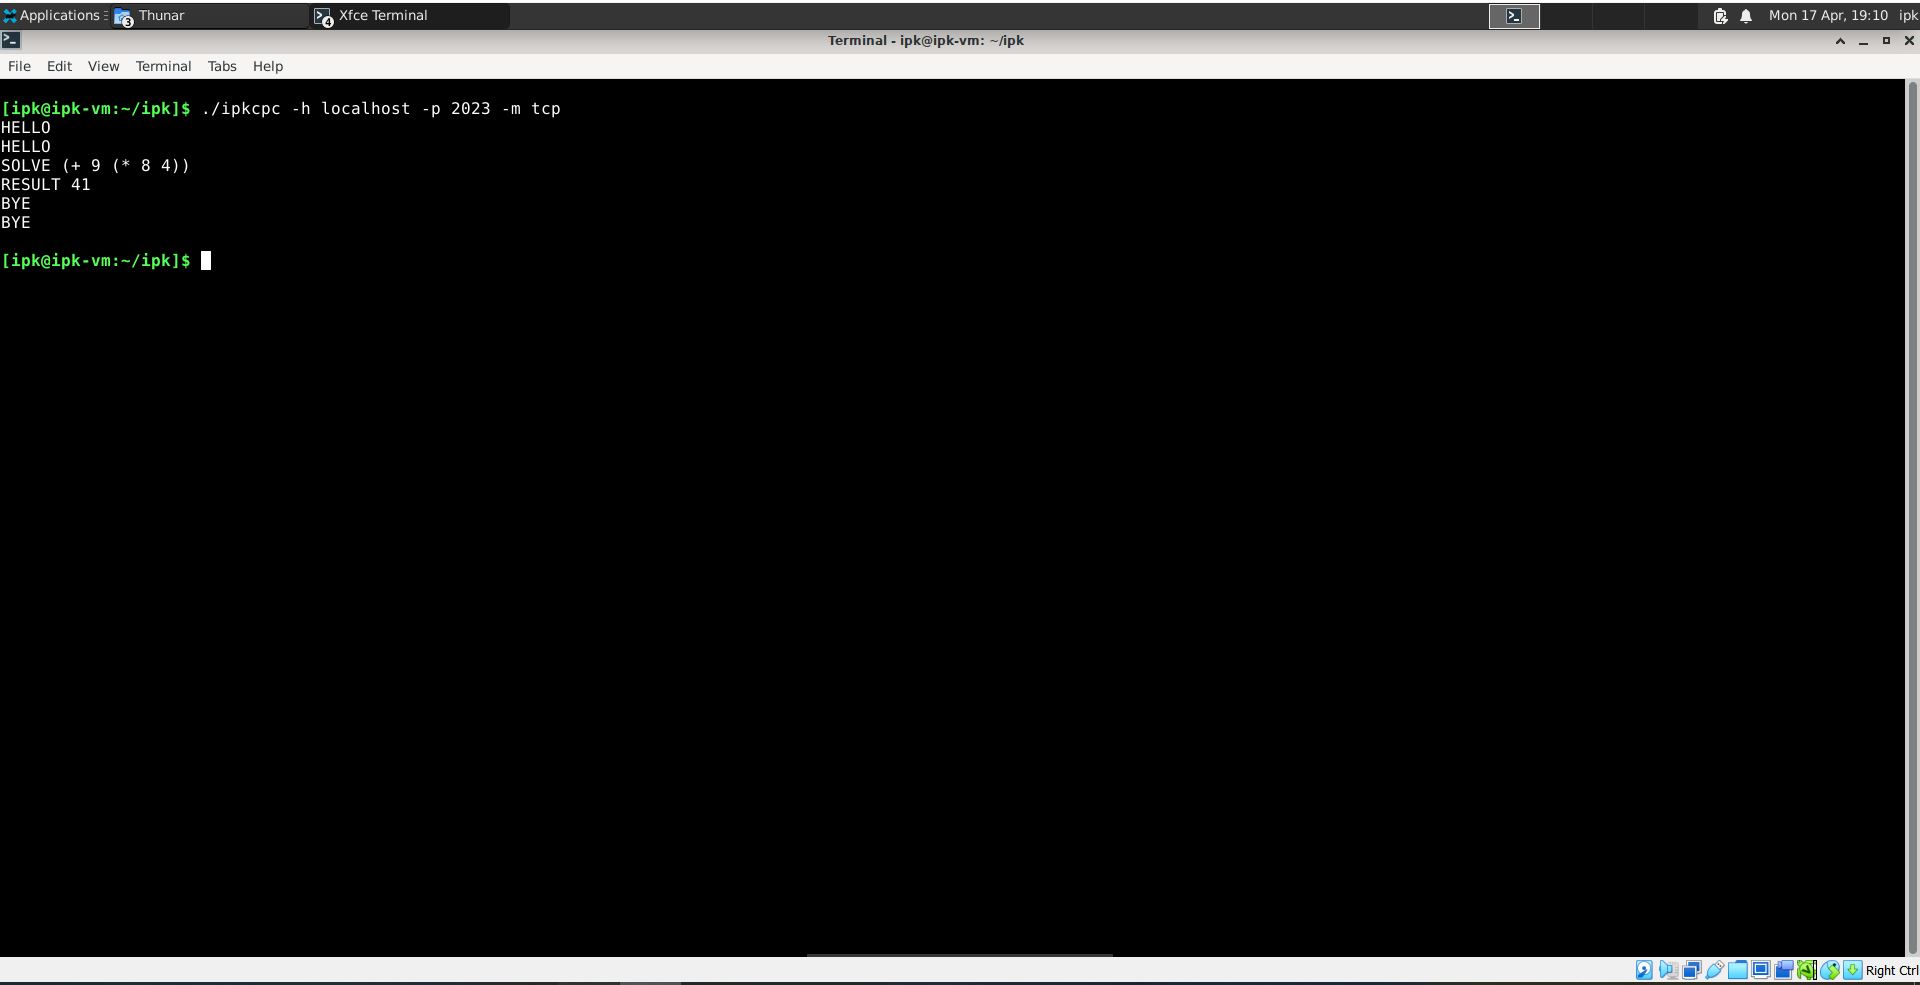 Applications 3 Thunar 4 Xfce Terminal Mon 17 Apr, 19:10 ipk
Terminal - ipk@ipk-vm: ~/ipk
File Edit View Terminal Tabs Help
[ipk@ipk-vm:~/ipk]$ ./ipkcpc -h localhost -p 2023 -m tcp
HELLO
HELLO
SOLVE (+ 9 (* 8 4))
RESULT 41
BYE
BYE
[ipk@ipk-vm:~/ipk]$
Right Ctrl